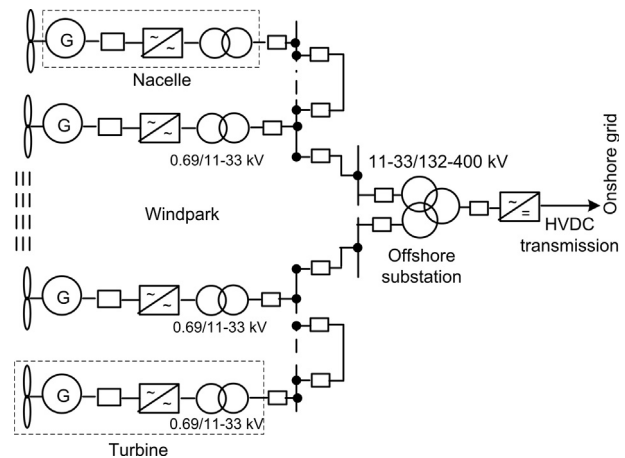 G
~
~
Nacelle
G
~
~
0.69/11-33 kV
11-33/132-400 kV
Onshore grid
Windpark
~
=
HVDC
transmission
Offshore
substation
G
~
~
0.69/11-33 kV
G
~
~
0.69/11-33 kV
Turbine